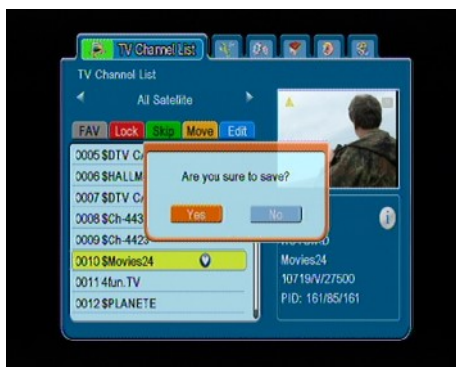 TV Channel List
TV Channel List
All Satellite
FAV Lock Skip Move Edit
0005 $DTV
0006 $HALLM
0007 $DTV
0008 $Ch-443
0009 $Ch-4423
0010 $Movies24
0011 4fun.TV
0012 $PLANETE
Are you sure to save?
Yes No
Movies24
10719/V/27500
PID: 161/85/161